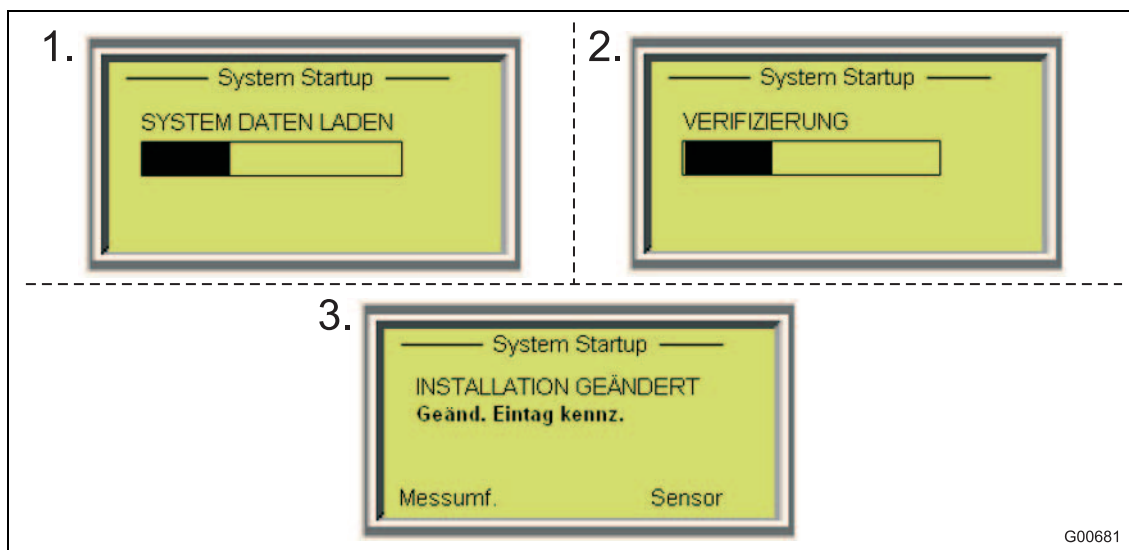 1.
System Startup
SYSTEM DATEN LADEN
2.
System Startup
VERIFIZIERUNG
3.
System Startup
INSTALLATION GEÄNDERT
Geänd. Eintag kennz.
Messumf. Sensor
G00681